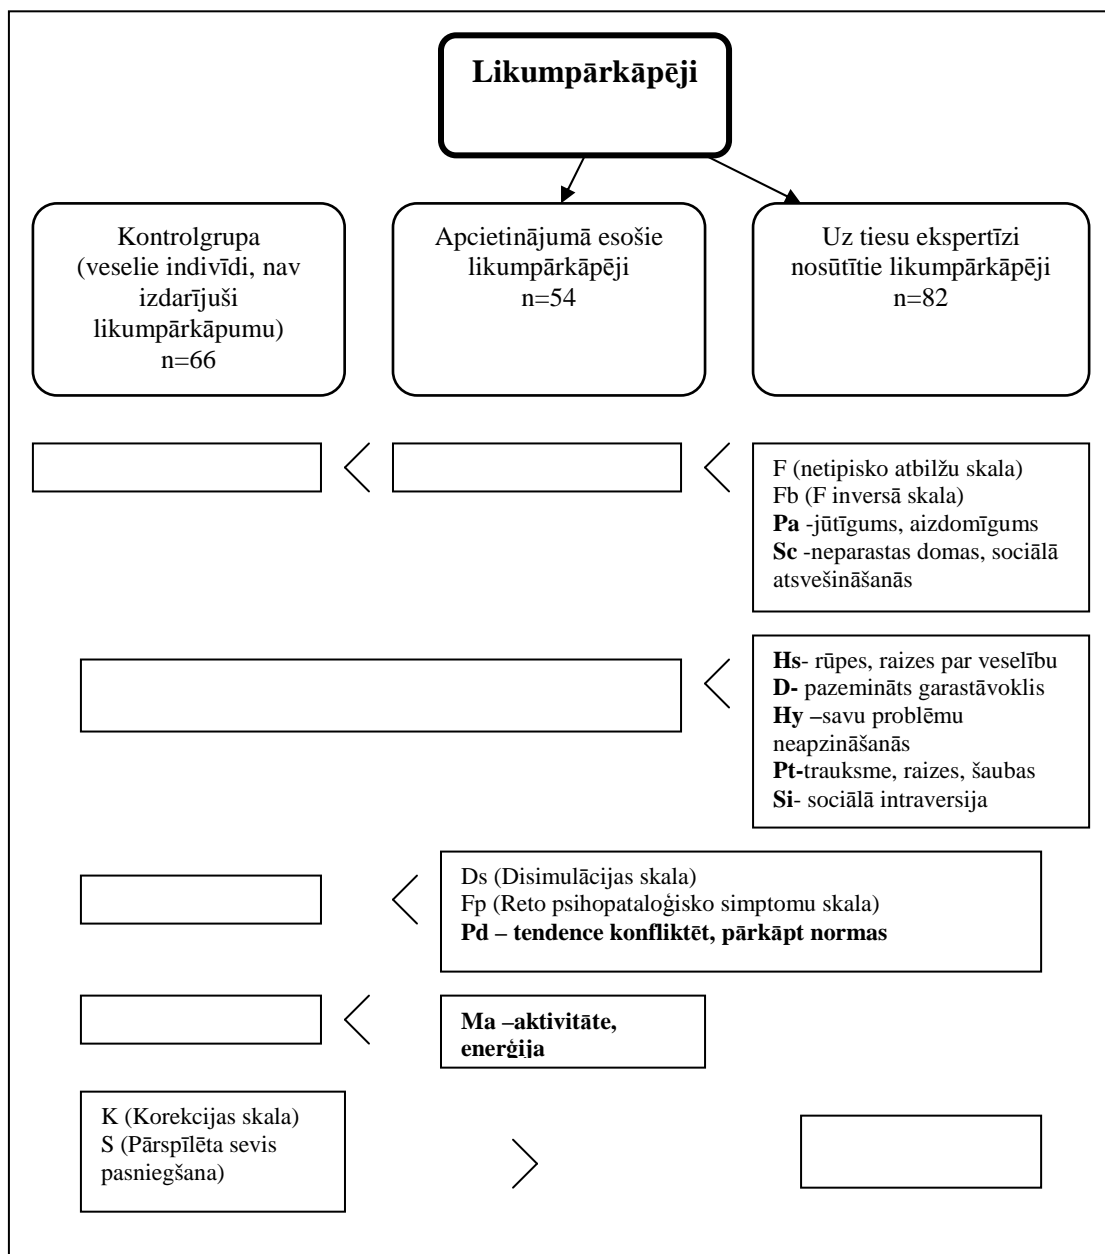 Likumpārkāpēji
Kontrolgrupa
(veselie indivīdi, nav
izdarījuši
likumpārkāpumu)
n=66
Apcietinājumā esošie
likumpārkāpēji
n=54
Uz tiesu ekspertīzi
nosūtītie likumpārkāpēji
n=82
F (netipisko atbilžu skala)
Fb (F inversā skala)
Pa -jūtīgums, aizdomīgums
Sc -neparastas domas, sociālā
atsvešināšanās
Hs- rūpes, raizes par veselību
D- pazemināts garastāvoklis
Hy –savu problēmu
neapzināšanās
Pt-trauksme, raizes, šaubas
Si- sociālā intraversija
Ds (Disimulācijas skala)
Fp (Reto psihopataloģisko simptomu skala)
Pd – tendence konfliktēt, pārkāpt normas
Ma –aktivitāte,
enerģija
K (Korekcijas skala)
S (Pārspīlēta sevis
pasniegšana)